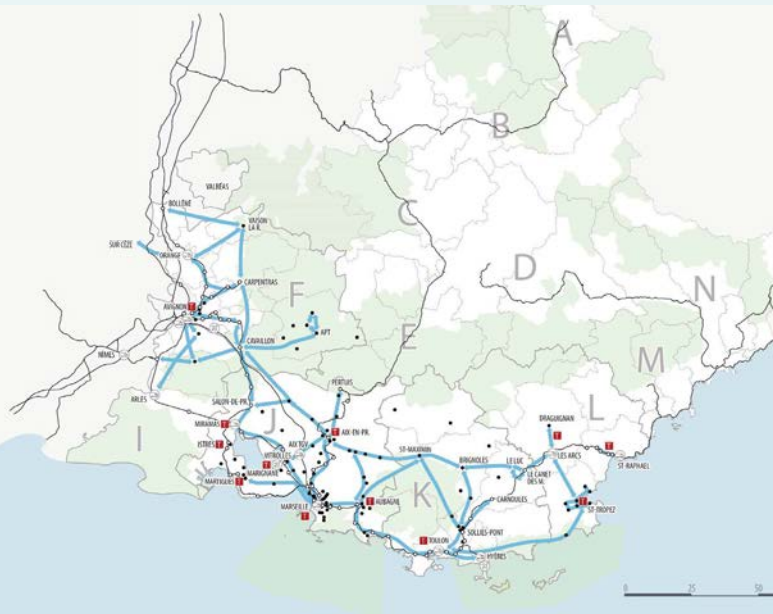 A
B
VALRÉAS
BOLLÈNE
C
VAISON
LA R.
SUR CÈZE
ORANGE
D
CARPENTRAS
F
N
AVIGNON
T
APT
E
CAVAILLON
NÎMES
M
PERTUIS
ARLES
SALON-DE-PR.
J
L
DRAGUIGNAN
MIRAMAS
T
AIX-EN-PR.
T
I
ISTRES
T
AIX TGV
ST-MAXIMIN
T
LES ARCS
T
VITROLLES
T
BRIGNOLES
LE LUC
ST-RAPHAEL
MARTIGUES
T
MARIGNANE
K
LE CANET
DES M.
CARNOULES
MARSEILLE
T
AUBAGNE
T
ST-TROPEZ
T
SOLLIES-PONT
TOULON
T
HYÈRES
0 25 50